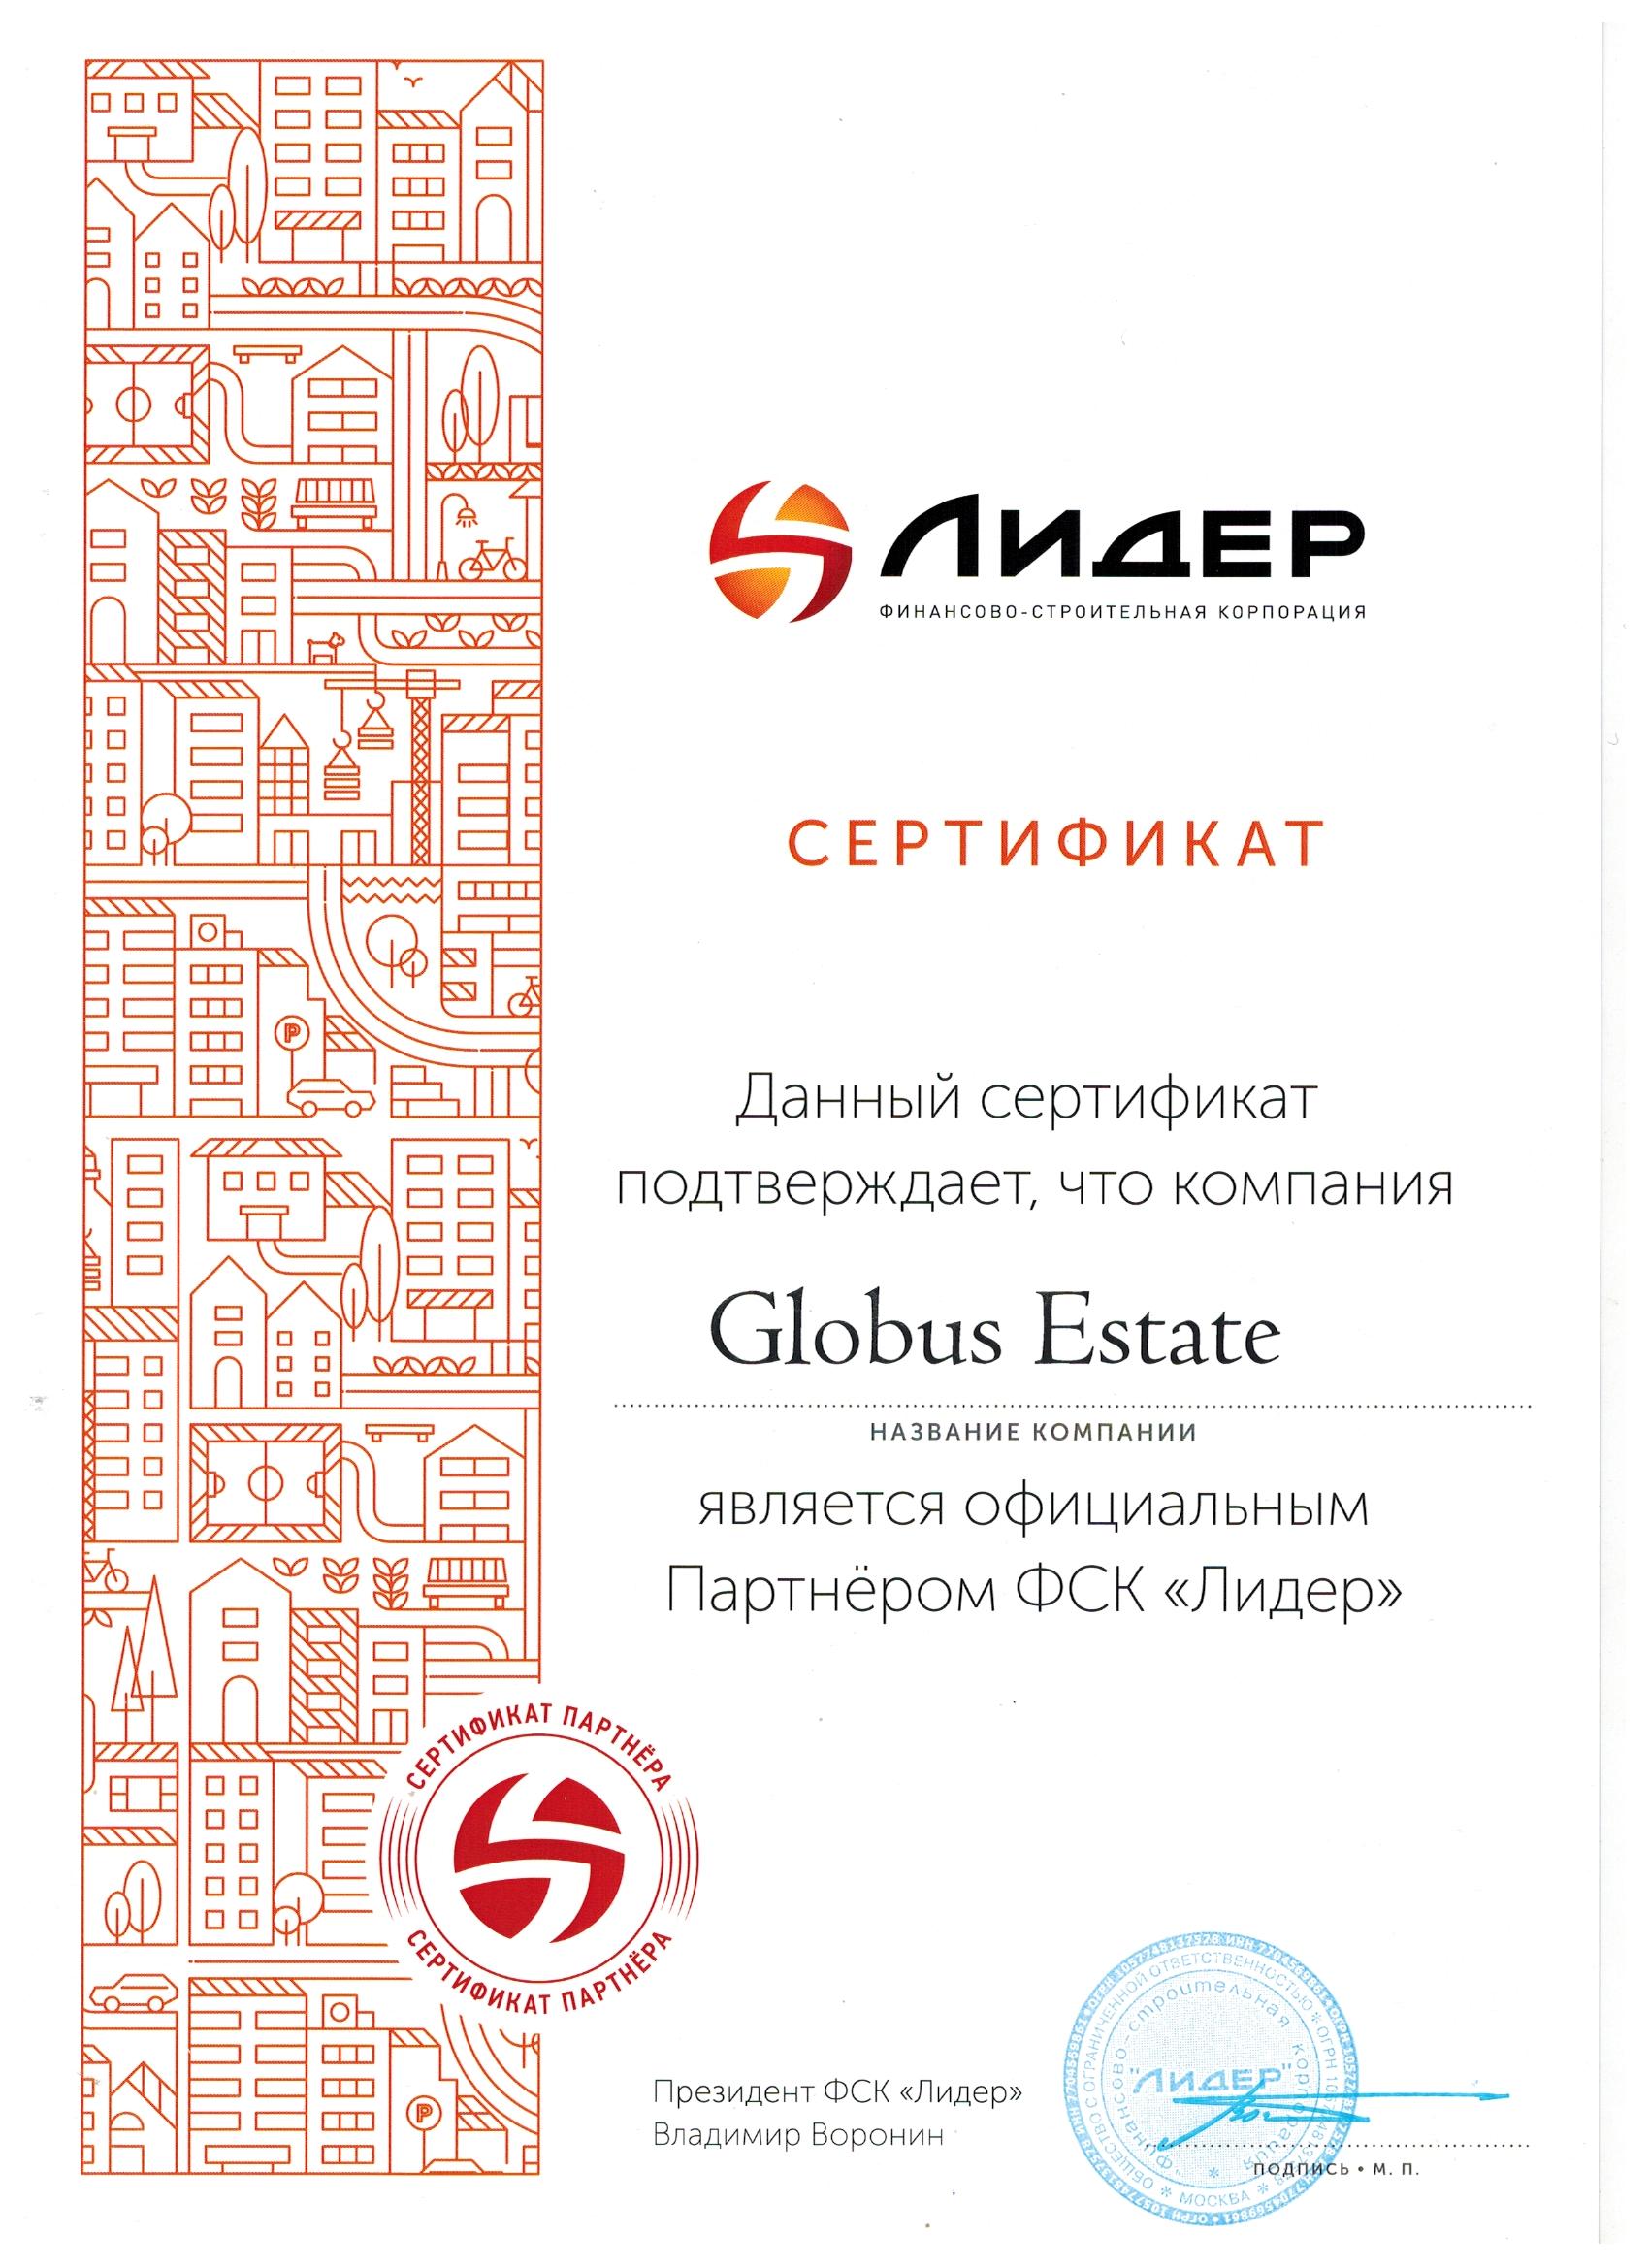 ЛИДЕР
ФИНАНСОВО-СТРОИТЕЛЬНАЯ КОРПОРАЦИЯ
СЕРТИФИКАТ
Данный сертификат
подтверждает, что компания
Globus Estate
НАЗВАНИЕ КОМПАНИИ
является официальным
Партнёром ФСК «Лидер»
P
P
СЕРТИФИКАТ ПАРТНЁРА
СЕРТИФИКАТ ПАРТНЁРА
Президент ФСК «Лидер»
Владимир Воронин
ОБЩЕСТВО С ОГРАНИЧЕННОЙ ОТВЕТСТВЕННОСТЬЮ
"Финансово-строительная корпорация
"ЛИДЕР"
МОСКВА
ПОДПИСЬ • М. П.